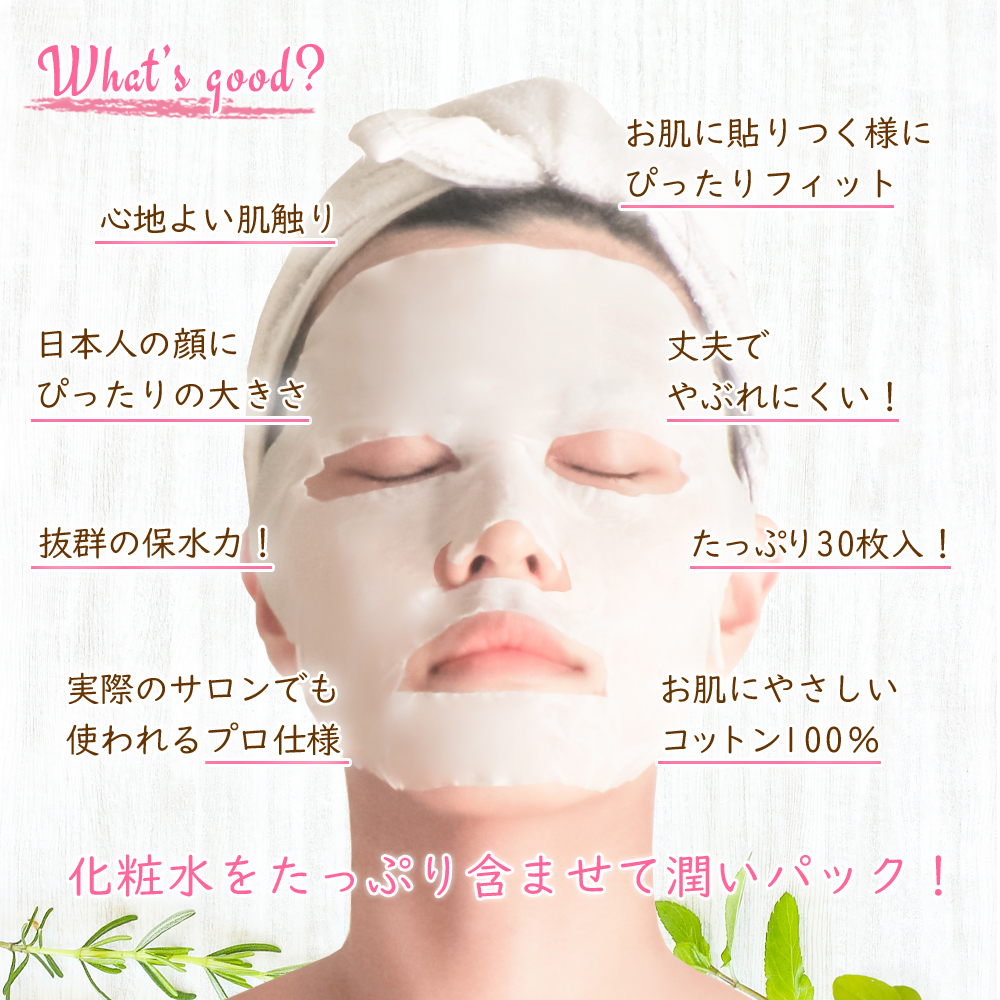 What's good?
お肌に貼りつく様に
ぴったりフィット
心地よい肌触り
日本人の顔に
ぴったりの大きさ
丈夫で
やぶれにくい！
抜群の保水力！
たっぷり30枚入！
実際のサロンでも
使われるプロ仕様
お肌にやさしい
コットン100％
化粧水をたっぷり含ませて潤いパック！